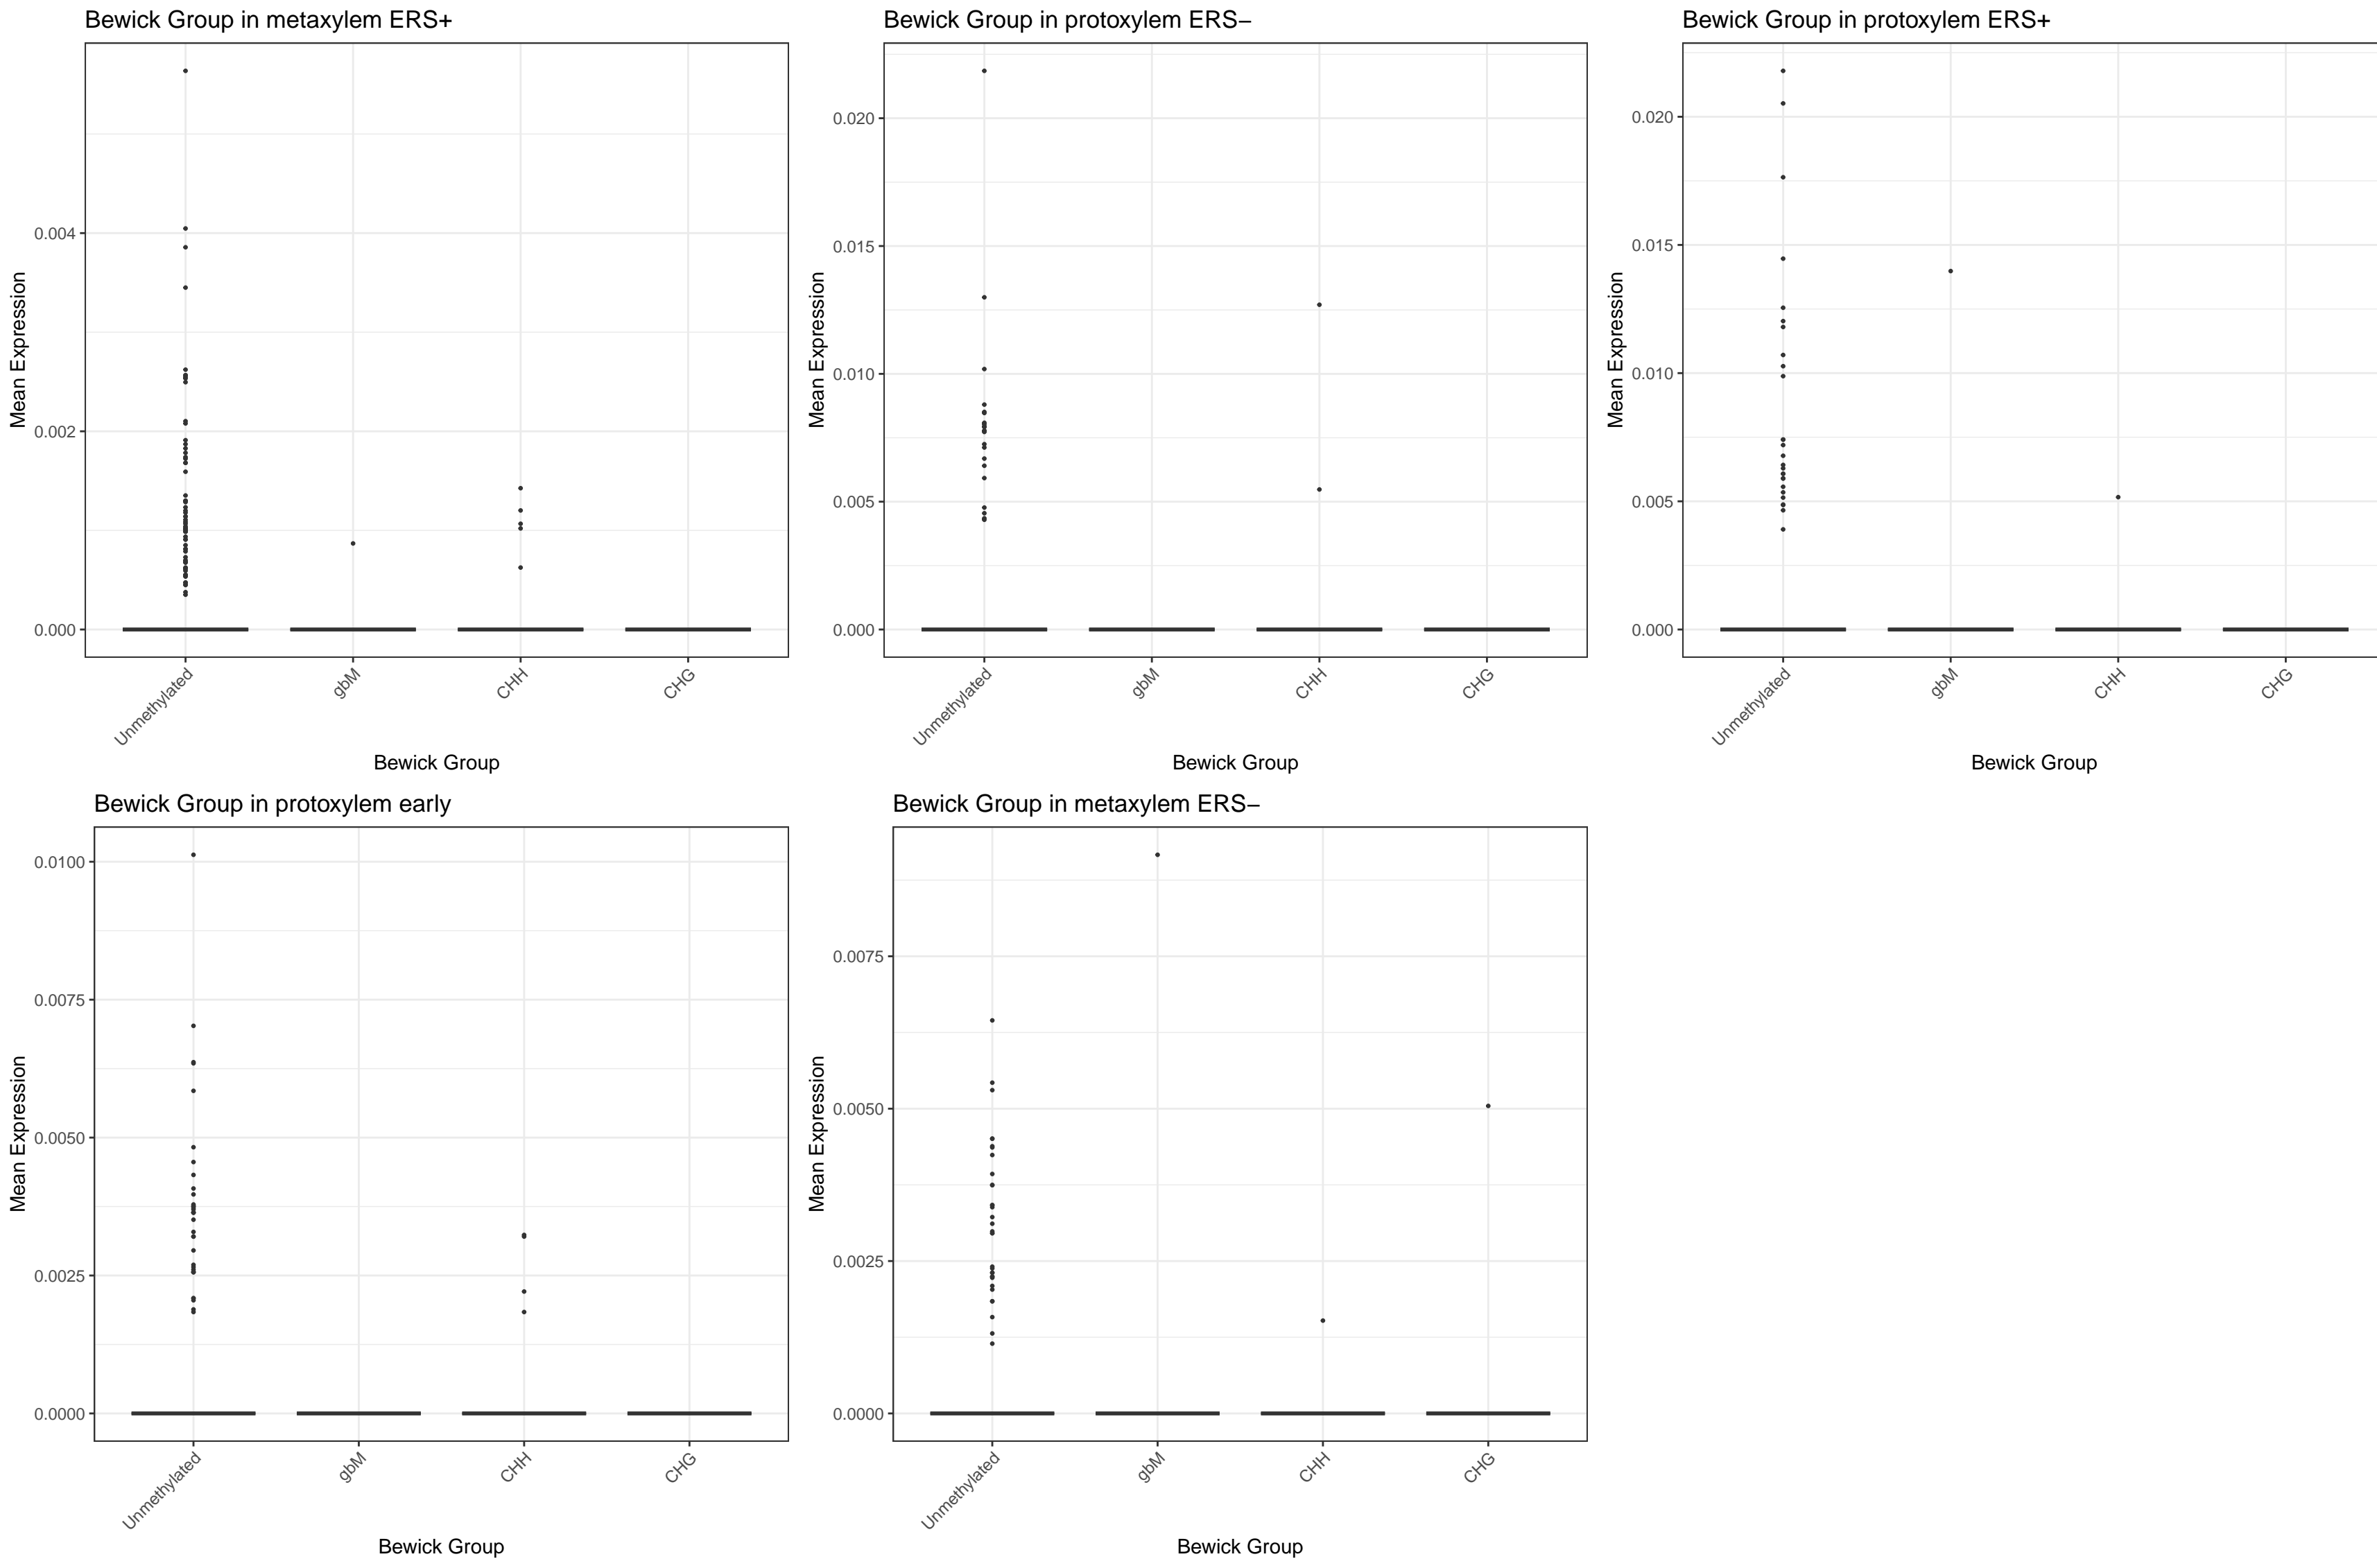 Bewick Group in metaxylem ERS+
Mean Expression
0.004
0.002
0.000
Unmethylated
gbM
CHH
CHG
Bewick Group
Bewick Group in protoxylem ERS−
Mean Expression
0.020
0.015
0.010
0.005
0.000
Unmethylated
gbM
CHH
CHG
Bewick Group
Bewick Group in protoxylem ERS+
Mean Expression
0.020
0.015
0.010
0.005
0.000
Unmethylated
gbM
CHH
CHG
Bewick Group
Bewick Group in protoxylem early
Mean Expression
0.0100
0.0075
0.0050
0.0025
0.0000
Unmethylated
gbM
CHH
CHG
Bewick Group
Bewick Group in metaxylem ERS−
Mean Expression
0.0075
0.0050
0.0025
0.0000
Unmethylated
gbM
CHH
CHG
Bewick Group